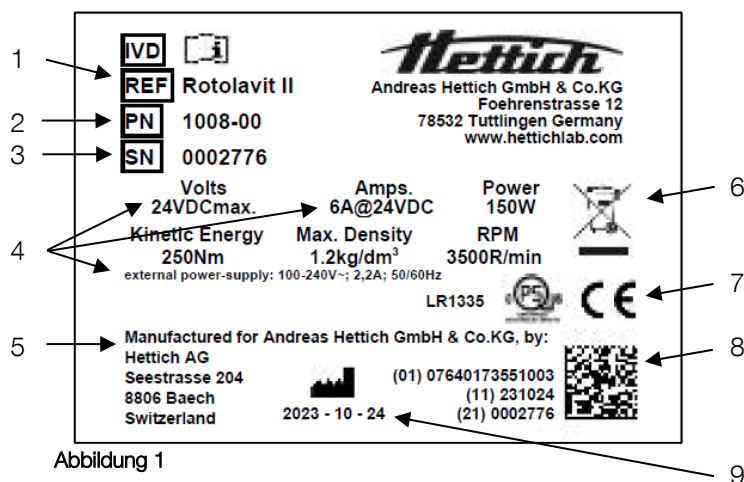 IVD
REF Rotolavit II
PN 1008-00
SN 0002776
Hettich
Andreas Hettich GmbH & Co.KG
Foehrenstrasse 12
78532 Tuttlingen Germany
www.hettichlab.com
Volts Amps. Power
24VDCmax. 6A@24VDC 150W
Kinetic Energy Max. Density RPM
250Nm 1.2kg/dm³ 3500R/min
external power-supply: 100-240V~; 2,2A; 50/60Hz
LR1335 PS CE
Manufactured for Andreas Hettich GmbH & Co.KG, by:
Hettich AG
Seestrasse 204
8806 Baech
Switzerland
2023 - 10 - 24
(01) 07640173551003
(11) 231024
(21) 0002776
1
2
3
4
5
6
7
8
9
Abbildung 1